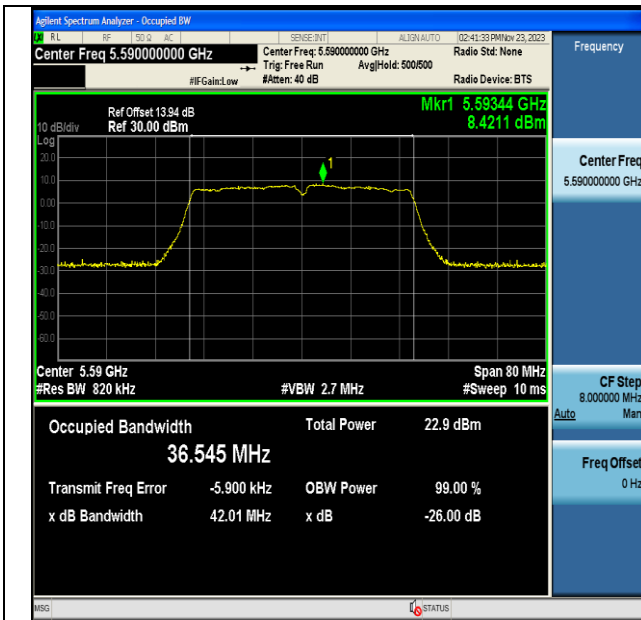 Agilent Spectrum Analyzer - Occupied BW
RL RF 50 Ω AC SENSE:INT ALIGN AUTO 02:41:33 PM Nov 23, 2023
Center Freq 5.590000000 GHz
Center Freq: 5.590000000 GHz Radio Std: None
Trig: Free Run Avg|Hold: 500/500
#IFGain:Low #Atten: 40 dB Radio Device: BTS
Ref Offset 13.94 dB
10 dB/div Ref 30.00 dBm
Mkr1 5.59344 GHz
8.4211 dBm
Log
20.0
10.0
0.00
-10.0
-20.0
-30.0
-40.0
-50.0
-60.0
1
Center 5.59 GHz Span 80 MHz
#Res BW 820 kHz #VBW 2.7 MHz #Sweep 10 ms
Occupied Bandwidth Total Power 22.9 dBm
36.545 MHz
Transmit Freq Error -5.900 kHz OBW Power 99.00 %
x dB Bandwidth 42.01 MHz x dB -26.00 dB
MSG STATUS
Frequency
Center Freq
5.590000000 GHz
CF Step
8.000000 MHz
Auto Man
Freq Offset
0 Hz